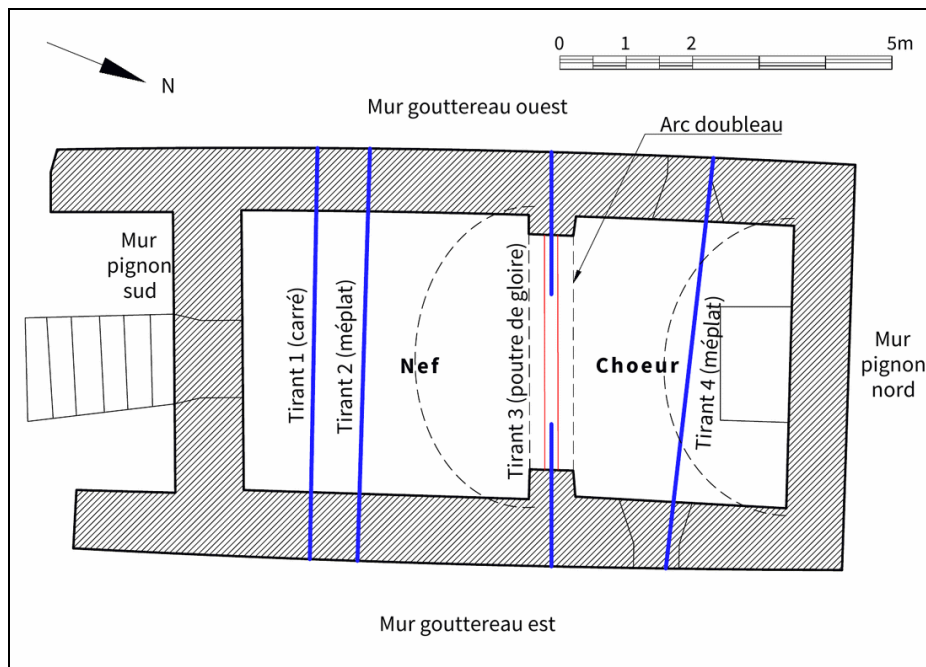 0 1 2 5m
N
Mur gouttereau ouest
Arc doubleau
Mur
pignon
sud
Tirant 1 (carré)
Tirant 2 (méplat)
Nef
Tirant 3 (poutre de gloire)
Choeur
Tirant 4 (méplat)
Mur
pignon
nord
Mur gouttereau est